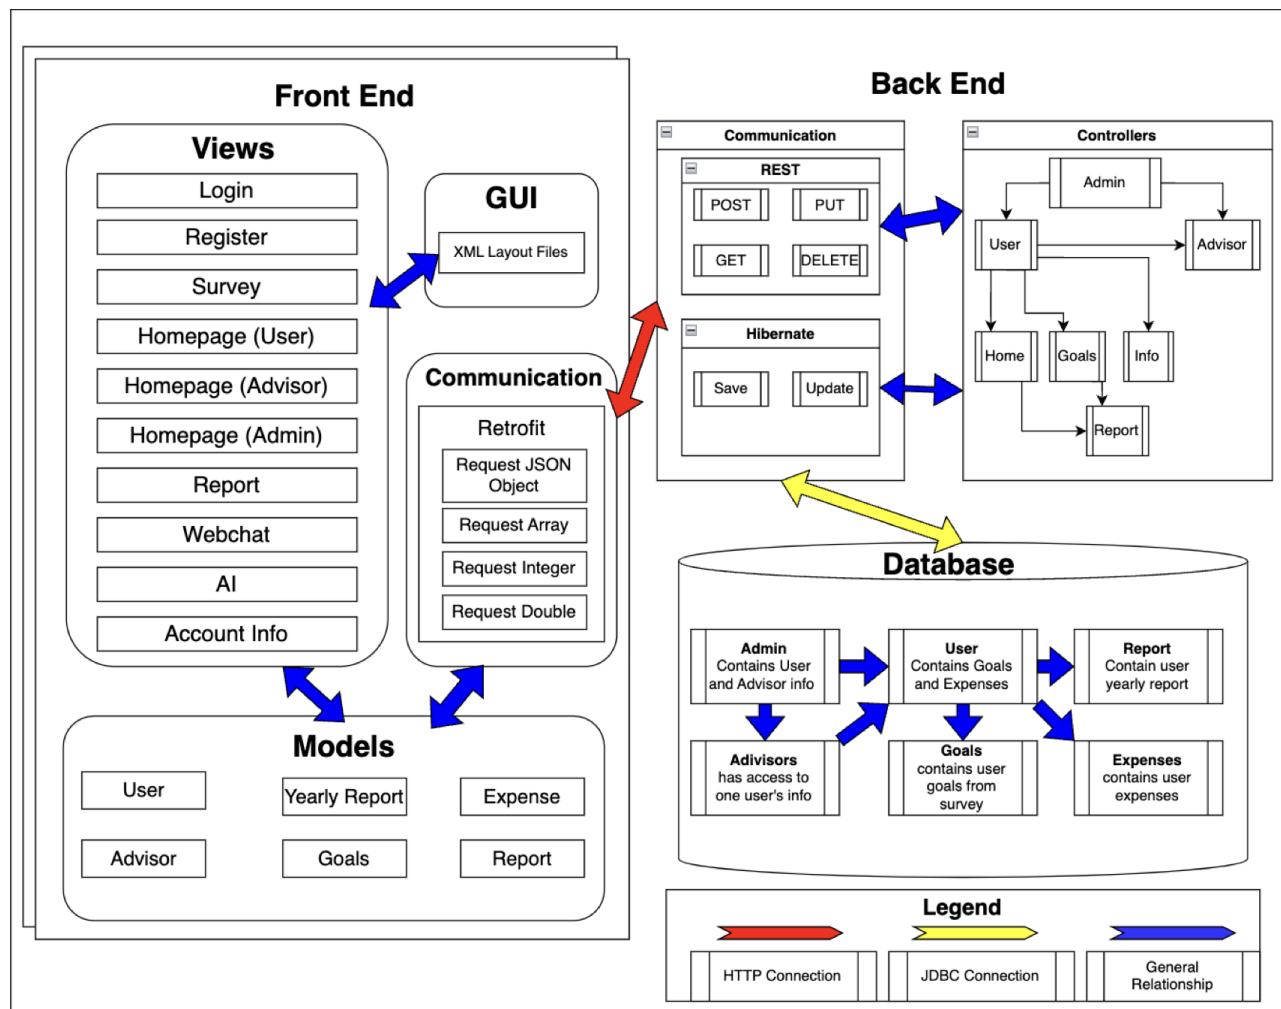 Front End
Views
Login
Register
Survey
Homepage (User)
Homepage (Advisor)
Homepage (Admin)
Report
Webchat
AI
Account Info
GUI
XML Layout Files
Communication
Retrofit
Request JSON
Object
Request Array
Request Integer
Request Double
Models
User
Yearly Report
Expense
Advisor
Goals
Report
Back End
Communication
REST
POST
PUT
GET
DELETE
Hibernate
Save
Update
Controllers
Admin
User
Advisor
Home
Goals
Info
Report
Database
Admin
Contains User
and Advisor info
User
Contains Goals
and Expenses
Report
Contain user
yearly report
Adivisors
has access to
one user's info
Goals
contains user
goals from
survey
Expenses
contains user
expenses
Legend
HTTP Connection
JDBC Connection
General
Relationship